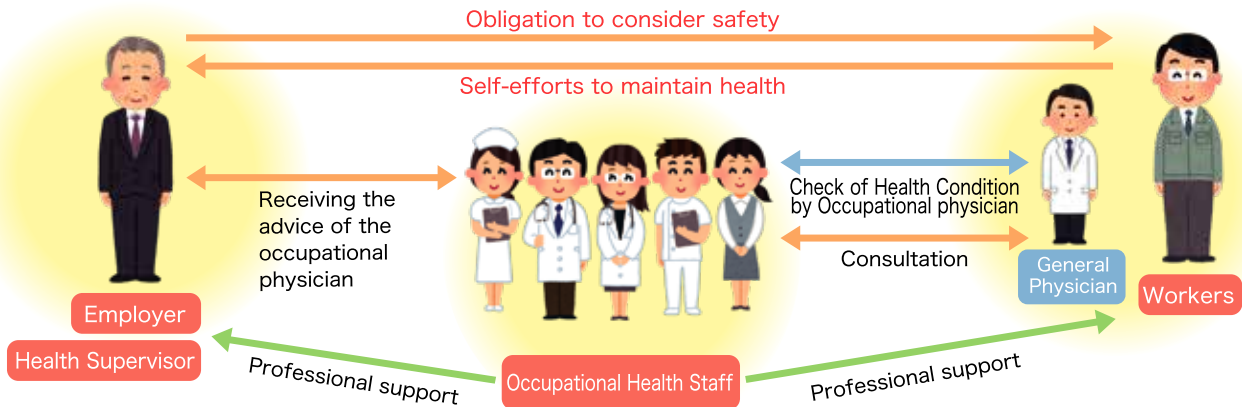 Obligation to consider safety
Self-efforts to maintain health
Receiving the
advice of the
occupational
physician
Check of Health Condition
by Occupational physician
Consultation
General
Physician
Workers
Employer
Health Supervisor
Professional support
Occupational Health Staff
Professional support